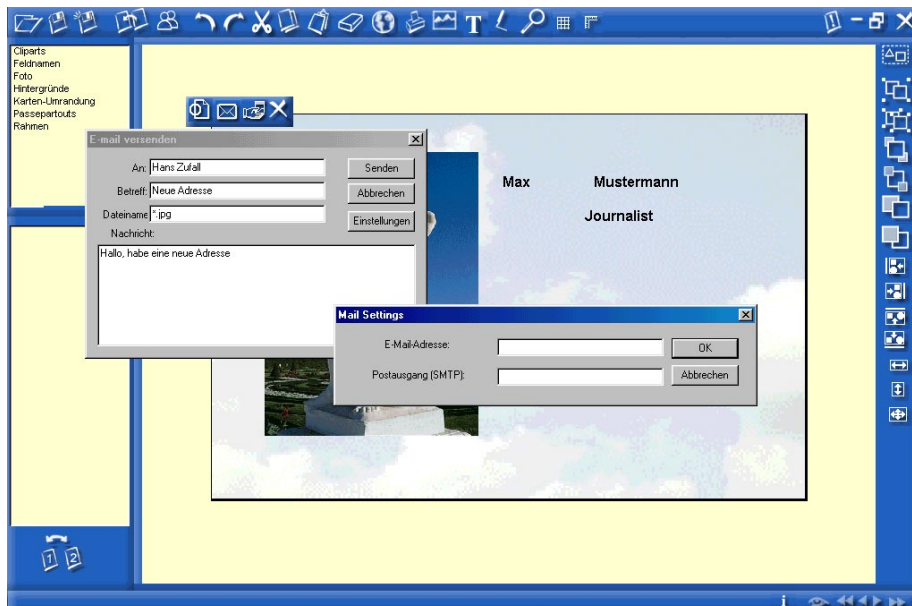 Cliparts
Feldnamen
Foto
Hintergründe
Karten-Umrandung
Passepartouts
Rahmen
E-mail versenden
An: Hans Zufall
Senden
Betreff: Neue Adresse
Abbrechen
Dateiname *.jpg
Einstellungen
Nachricht:
Hallo, habe eine neue Adresse
Max Mustermann
Journalist
Mail Settings
E-Mail-Adresse:
OK
Postausgang (SMTP):
Abbrechen
1 2